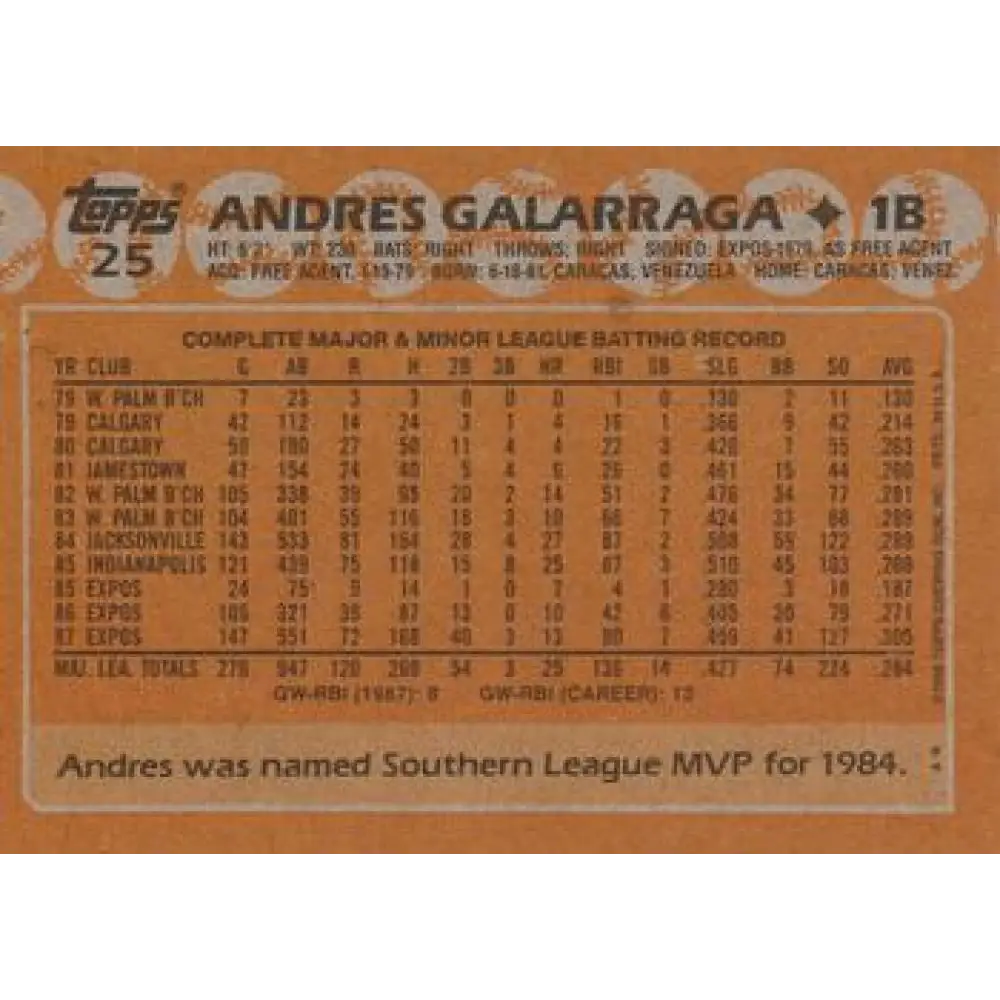 topps ANDRES GALARRAGA 1B
25
WT: 230 BATS: RIGHT THROWS: RIGHT SIGNED: EXPOS-1979, AS FREE AGENT
ACQ: FREE AGENT, BORN: 6-18-61, CARACAS, VENEZUELA HOME: CARACAS, VENEZ.
COMPLETE MAJOR & MINOR LEAGUE BATTING RECORD
YR CLUB G AB R H 2B 3B HR RBI SB SLG BB SO AVG
79 W. PALM B'CH 7 23 3 3 0 0 0 1 0 .130 2 11 .130
79 CALGARY 42 112 14 24 3 1 4 16 1 .366 9 42 .214
80 CALGARY 59 190 27 50 11 4 4 22 3 .426 7 55 .263
81 JAMESTOWN 47 154 24 40 5 4 6 26 0 .461 15 44 .260
82 W. PALM B'CH 105 338 39 95 20 2 14 51 2 .476 34 77 .281
83 W. PALM B'CH 104 401 55 116 18 3 10 66 7 .424 33 68 .289
84 JACKSONVILLE 143 533 81 154 28 4 27 87 2 .508 59 122 .289
85 INDIANAPOLIS 121 439 75 118 15 8 25 87 3 .510 45 103 .269
85 EXPOS 24 75 9 14 1 0 2 4 1 .280 3 18 .187
86 EXPOS 105 321 39 87 13 0 10 42 6 .405 30 79 .271
87 EXPOS 147 551 72 168 40 3 13 90 7 .459 41 127 .305
MAJ. LEA. TOTALS 276 947 120 269 54 3 25 136 14 .427 74 224 .284
GW-RBI (1987): 8 GW-RBI (CAREER): 13
Andres was named Southern League MVP for 1984.